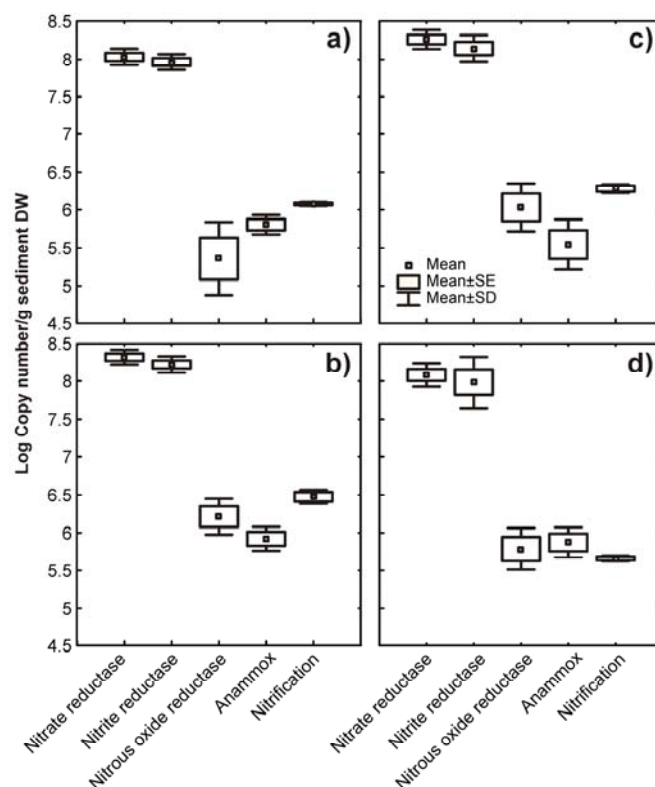 Log Copy number/g sediment DW
8.5
8
7.5
7
6.5
6
5.5
5
4.5
a)
c)
Mean
Mean±SE
Mean±SD
8.5
8
7.5
7
6.5
6
5.5
5
4.5
b)
d)
Nitrate reductase
Nitrite reductase
Nitrous oxide reductase
Anammox
Nitrification
Nitrate reductase
Nitrite reductase
Nitrous oxide reductase
Anammox
Nitrification